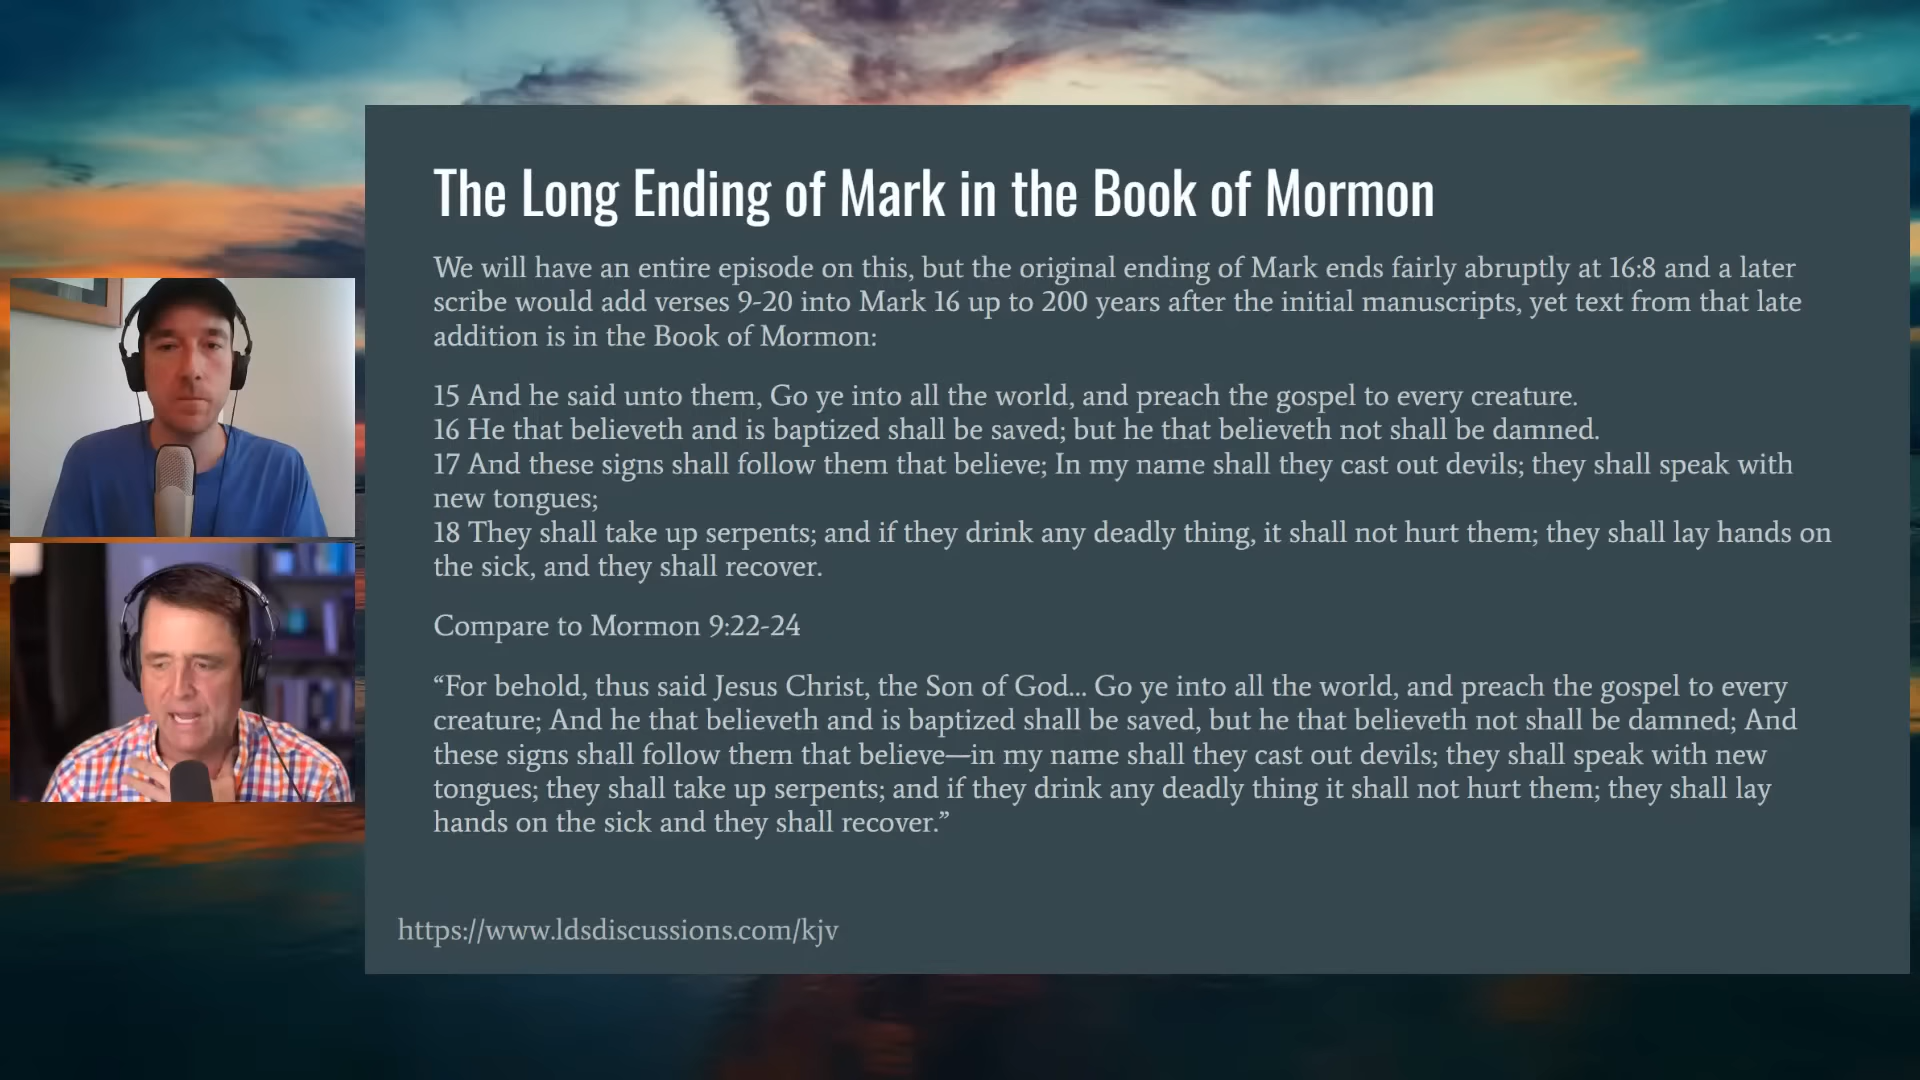 The Long Ending of Mark in the Book of Mormon
We will have an entire episode on this, but the original ending of Mark ends fairly abruptly at 16:8 and a later
scribe would add verses 9-20 into Mark 16 up to 200 years after the initial manuscripts, yet text from that late
addition is in the Book of Mormon:
15 And he said unto them, Go ye into all the world, and preach the gospel to every creature.
16 He that believeth and is baptized shall be saved; but he that believeth not shall be damned.
17 And these signs shall follow them that believe; In my name shall they cast out devils; they shall speak with
new tongues;
18 They shall take up serpents; and if they drink any deadly thing, it shall not hurt them; they shall lay hands on
the sick, and they shall recover.
Compare to Mormon 9:22-24
“For behold, thus said Jesus Christ, the Son of God... Go ye into all the world, and preach the gospel to every
creature; And he that believeth and is baptized shall be saved, but he that believeth not shall be damned; And
these signs shall follow them that believe—in my name shall they cast out devils; they shall speak with new
tongues; they shall take up serpents; and if they drink any deadly thing it shall not hurt them; they shall lay
hands on the sick and they shall recover.”
https://www.ldsdiscussions.com/kjv